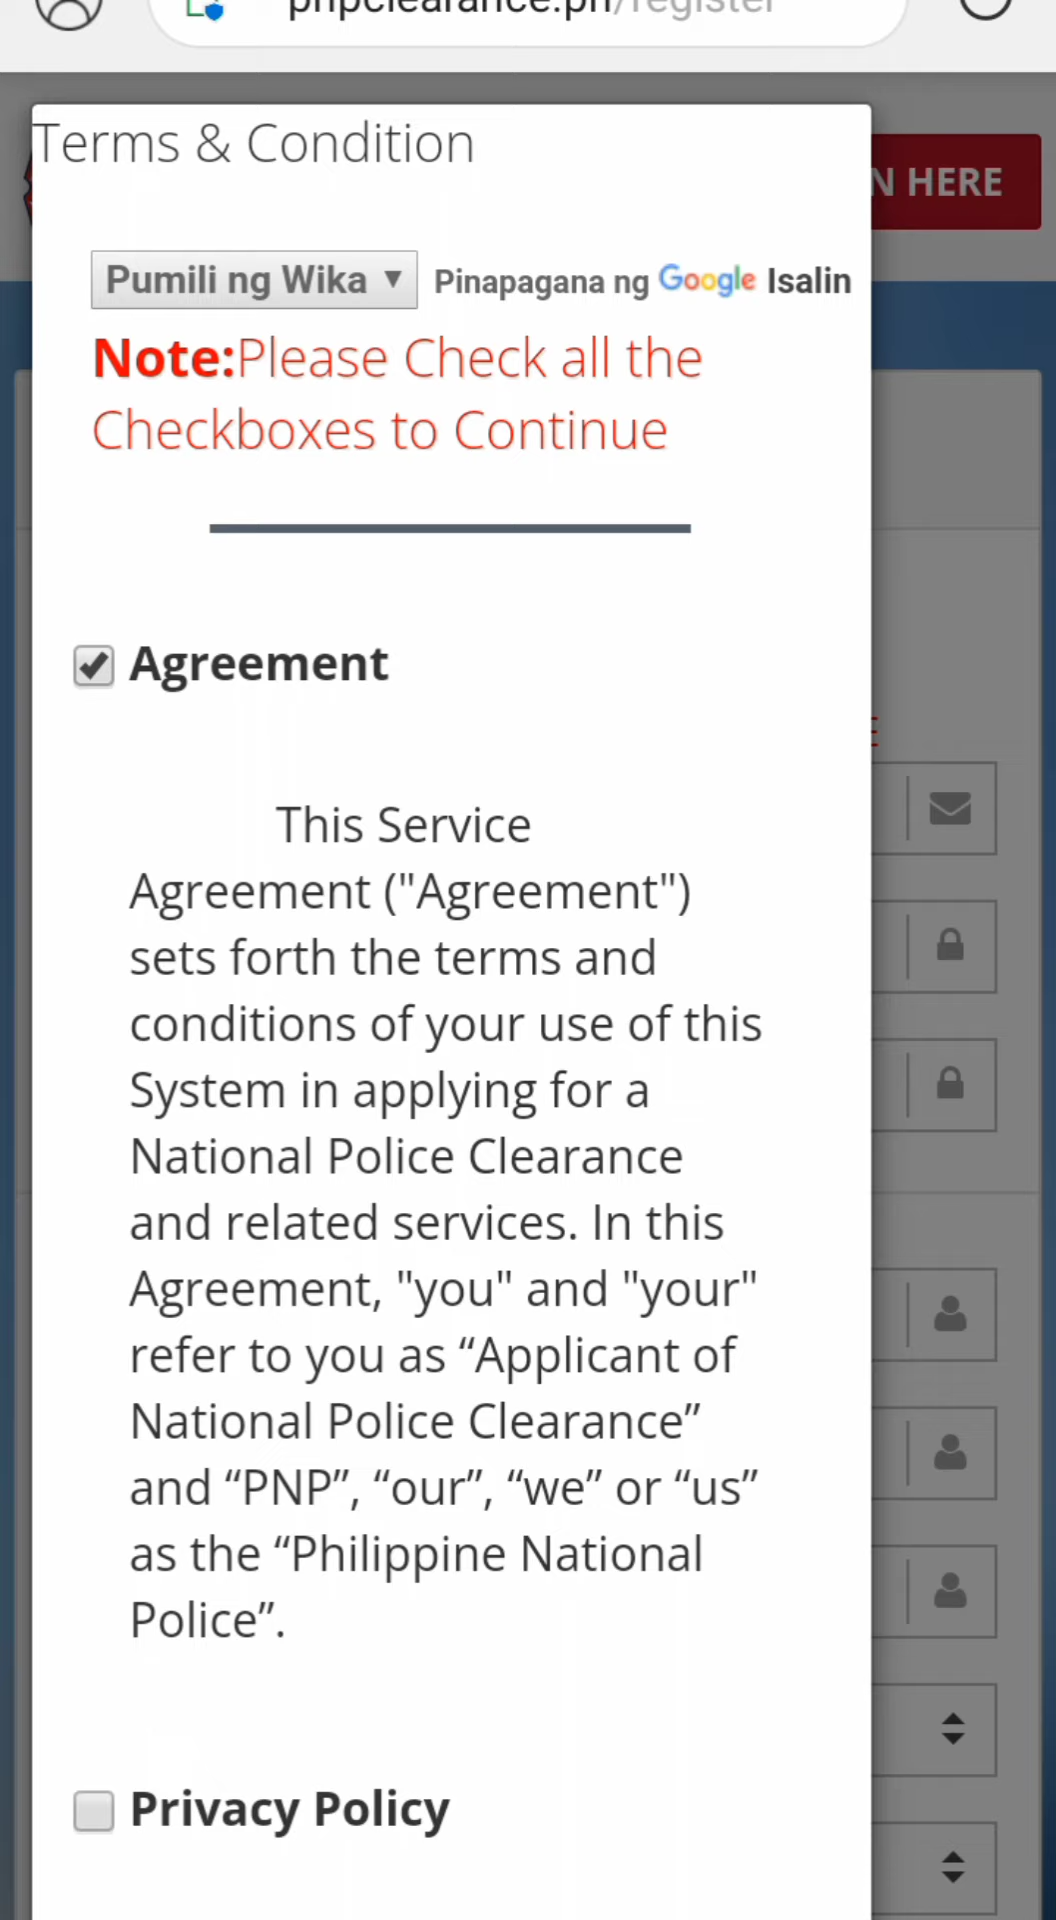 pnpclearance.ph/register
Terms & Condition
N HERE
Pumili ng Wika ▼ Pinapagana ng Google Isalin
Note:Please Check all the
Checkboxes to Continue
Agreement
This Service
Agreement ("Agreement")
sets forth the terms and
conditions of your use of this
System in applying for a
National Police Clearance
and related services. In this
Agreement, "you" and "your"
refer to you as “Applicant of
National Police Clearance”
and “PNP”, “our”, “we” or “us”
as the “Philippine National
Police”.
Privacy Policy